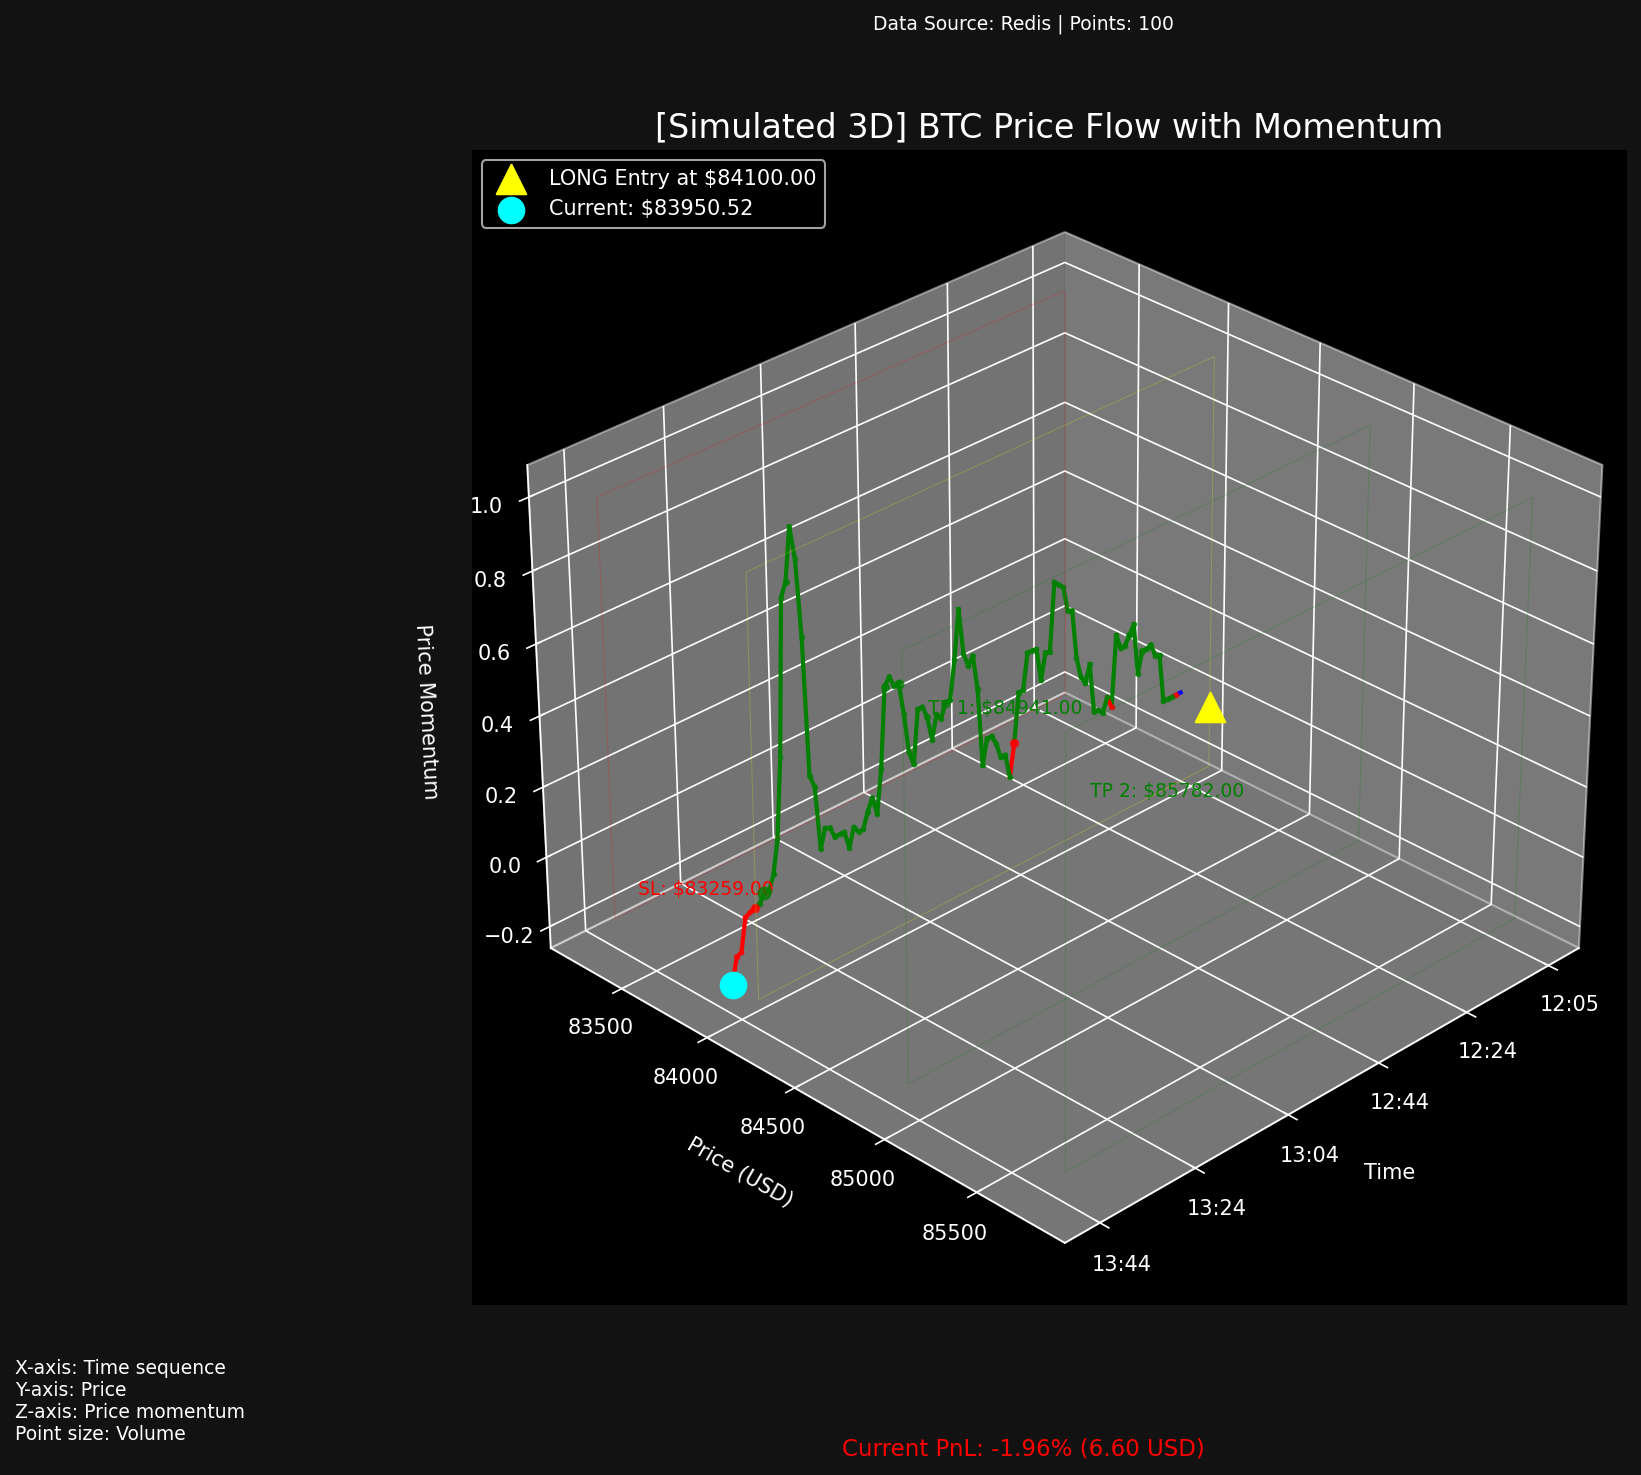 Data Source: Redis | Points: 100
[Simulated 3D] BTC Price Flow with Momentum
LONG Entry at $84100.00
Current: $83950.52
1.0
0.8
0.6
0.4
0.2
0.0
−0.2
Price Momentum
TP 1: $84941.00
TP 2: $85782.00
SL: $83259.00
83500
84000
84500
85000
85500
Price (USD)
12:05
12:24
12:44
13:04
13:24
13:44
Time
X-axis: Time sequence
Y-axis: Price
Z-axis: Price momentum
Point size: Volume
Current PnL: -1.96% (6.60 USD)